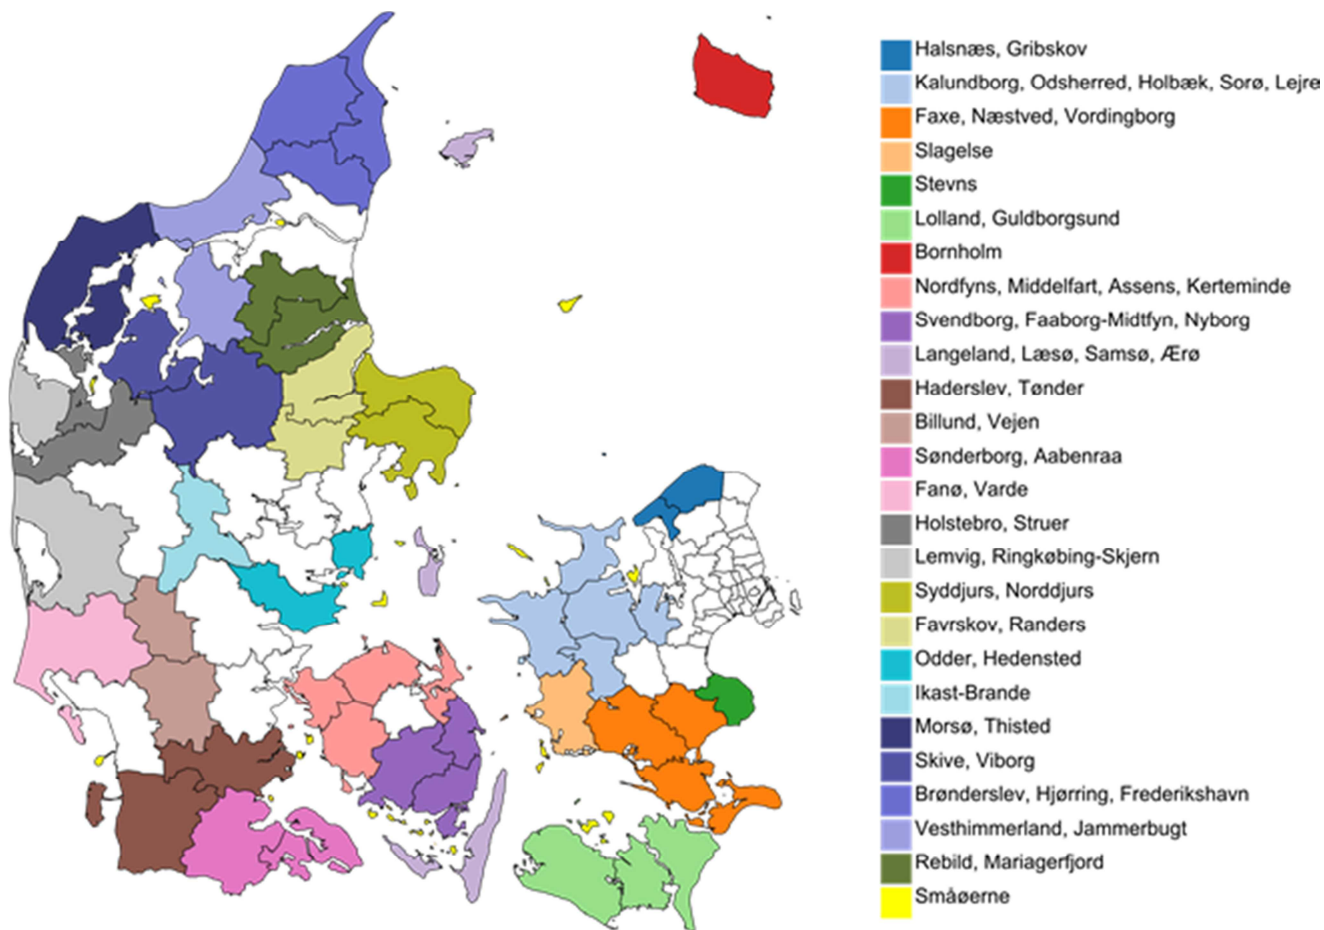 Halsnæs, Gribskov
Kalundborg, Odsherred, Holbæk, Sorø, Lejre
Faxe, Næstved, Vordingborg
Slagelse
Stevns
Lolland, Guldborgsund
Bornholm
Nordfyns, Middelfart, Assens, Kerteminde
Svendborg, Faaborg-Midtfyn, Nyborg
Langeland, Læsø, Samsø, Ærø
Haderslev, Tønder
Billund, Vejen
Sønderborg, Aabenraa
Fanø, Varde
Holstebro, Struer
Lemvig, Ringkøbing-Skjern
Syddjurs, Norddjurs
Favrskov, Randers
Odder, Hedensted
Ikast-Brande
Morsø, Thisted
Skive, Viborg
Brønderslev, Hjørring, Frederikshavn
Vesthimmerland, Jammerbugt
Rebild, Mariagerfjord
Småøerne